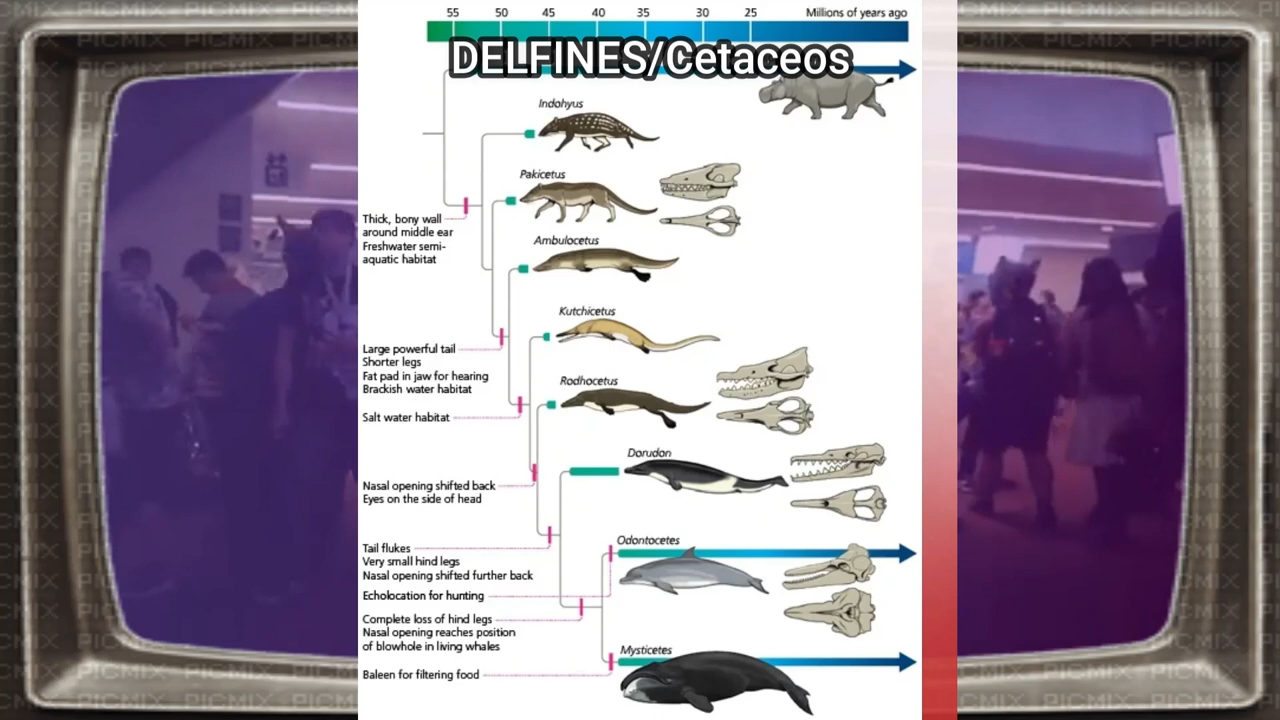 55 50 45 40 35 30 25 Millions of years ago
DELFINES/Cetaceos
Indohyus
Pakicetus
Thick, bony wall
around middle ear
Freshwater semi-
aquatic habitat
Ambulocetus
Kutchicetus
Large powerful tail
Shorter legs
Fat pad in jaw for hearing
Brackish water habitat
Rodhocetus
Salt water habitat
Dorudon
Nasal opening shifted back
Eyes on the side of head
Odontocetes
Tail flukes
Very small hind legs
Nasal opening shifted further back
Echolocation for hunting
Complete loss of hind legs
Nasal opening reaches position
of blowhole in living whales
Mysticetes
Baleen for filtering food
PICMIX